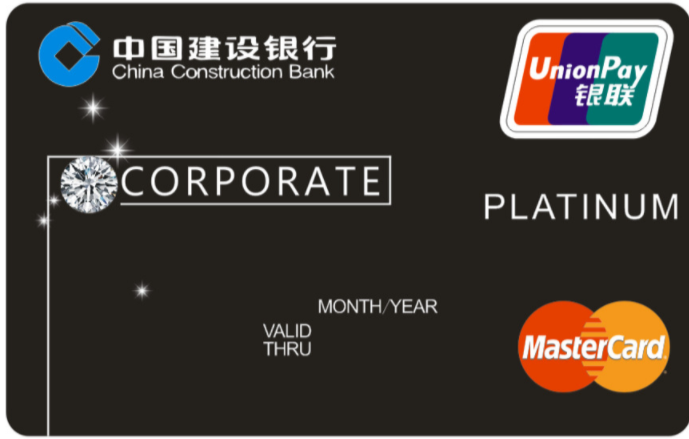 中国建设银行
China Construction Bank
UnionPay
银联
CORPORATE
PLATINUM
MONTH/YEAR
VALID
THRU
MasterCard